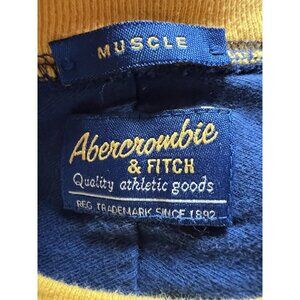 MUSCLE
Abercrombie
& FITCH
Quality athletic goods
REG. TRADEMARK SINCE 1892